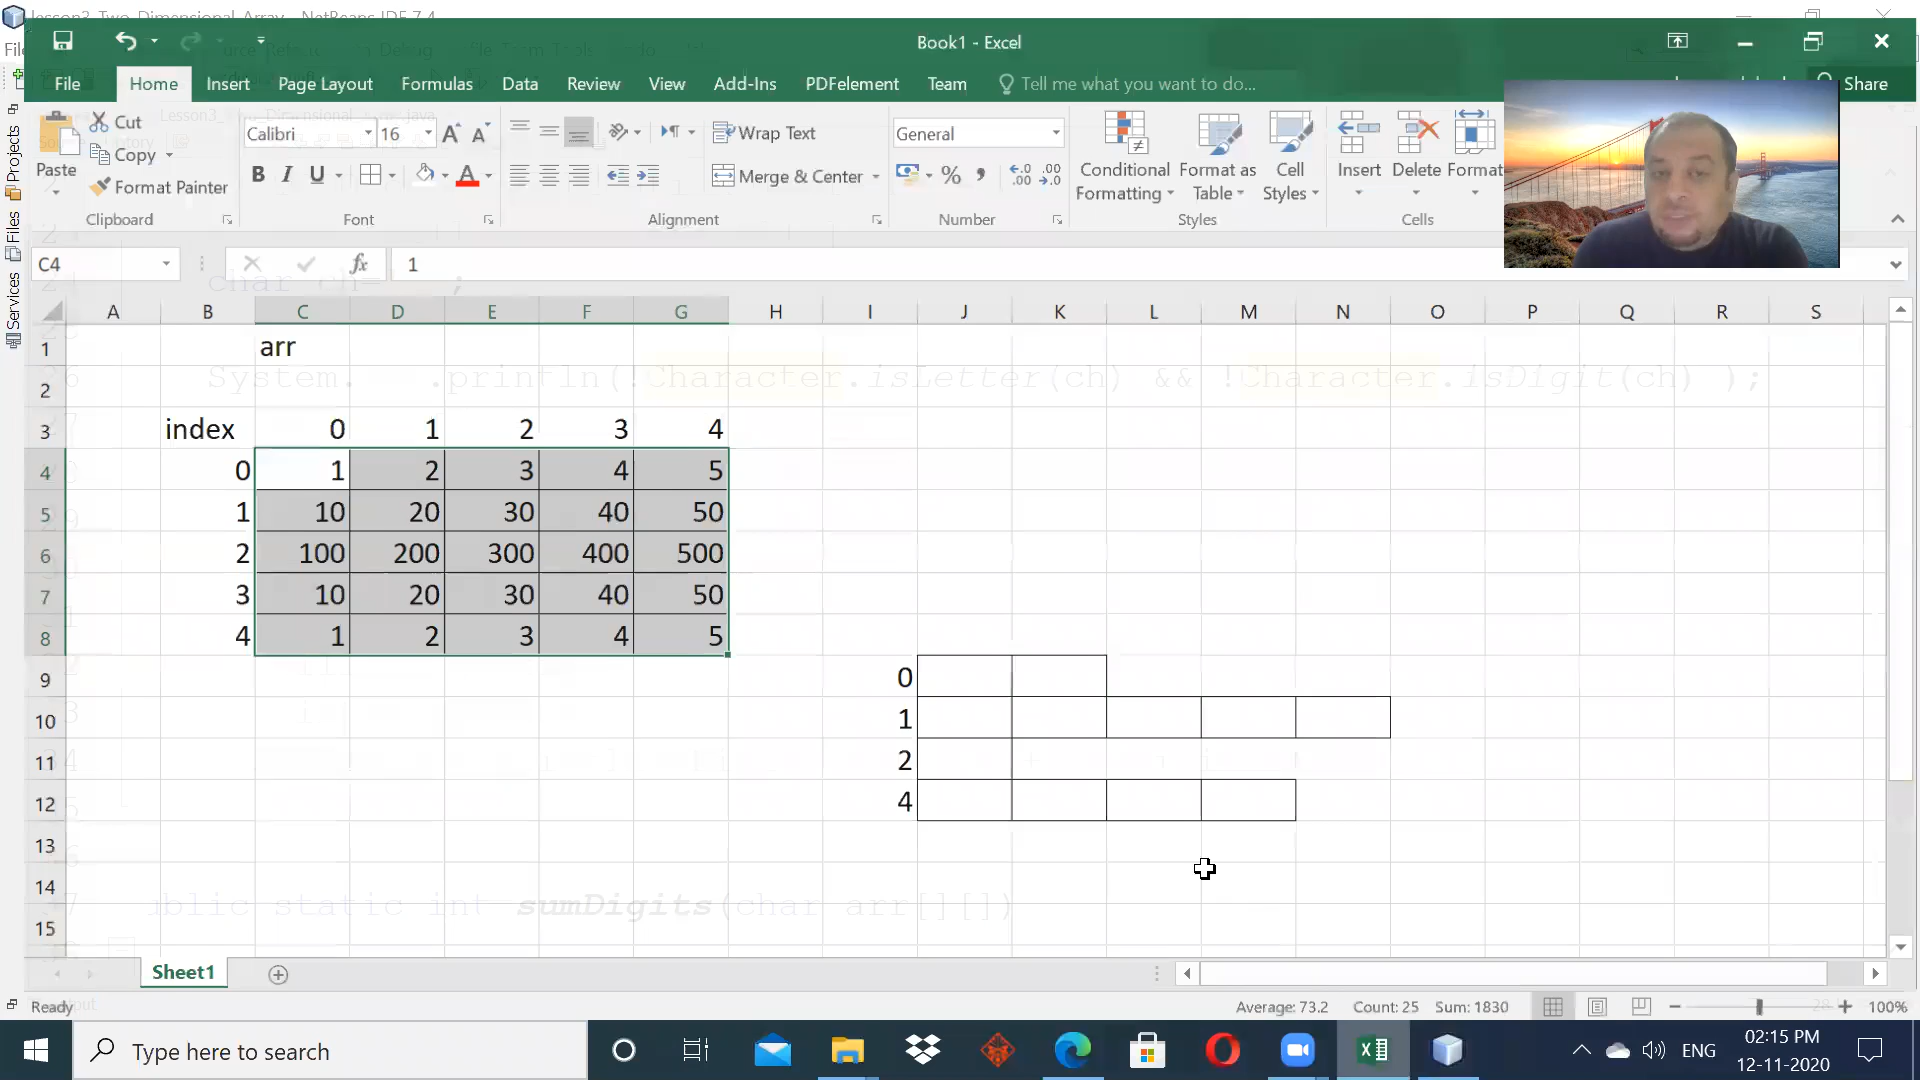 lesson3_Two_Dimensional_Array - NetBeans IDE 7.4
Book1 - Excel
File Home Insert Page Layout Formulas Data Review View Add-Ins PDFelement Team Tell me what you want to do... Share
Paste
Cut
Copy
Format Painter
Clipboard
Calibri 16
B I U
Font
Wrap Text
Merge & Center
Alignment
General
Number
Conditional Formatting
Format as Table
Cell Styles
Styles
Insert Delete Format
Cells
Projects
Files
Services
C4 fx 1
char ch=
A B C D E F G H I J K L M N O P Q R S
1 arr
2
System. .println(!Character.isLetter(ch) && !Character.isDigit(ch) );
3 index 0 1 2 3 4
4 0 1 2 3 4 5
5 1 10 20 30 40 50
6 2 100 200 300 400 500
7 3 10 20 30 40 50
8 4 1 2 3 4 5
9 0
10 1
11 2
12 4
13
14
static int sumDigits(char arr[][])
15
Sheet1
Ready Average: 73.2 Count: 25 Sum: 1830 100%
Type here to search
ENG
02:15 PM
12-11-2020